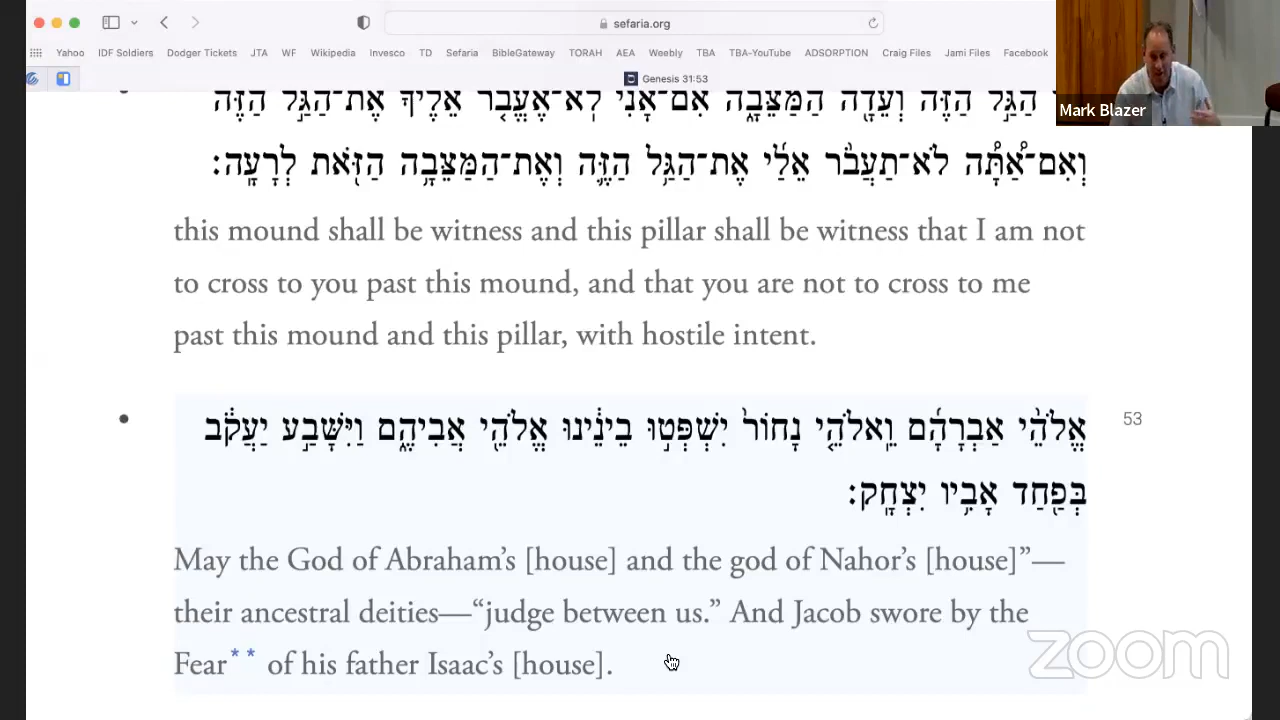 sefaria.org
Yahoo IDF Soldiers Dodger Tickets JTA WF Wikipedia Invesco TD Sefaria BibleGateway TORAH AEA Weebly TBA TBA-YouTube ADSORPTION Craig Files Jami Files Facebook
Genesis 31:53
Mark Blazer
הַגַּ֣ל הַזֶּ֔ה וְעֵדָ֖ה הַמַּצֵּבָ֑ה אִם־אָ֗נִי לֹֽא־אֶעֱבֹ֤ר אֵלֶ֙יךָ֙ אֶת־הַגַּ֣ל הַזֶּ֔ה
וְאִם־אַ֠תָּ֠ה לֹא־תַעֲבֹ֨ר אֵלַ֜י אֶת־הַגַּ֥ל הַזֶּ֛ה וְאֶת־הַמַּצֵּבָ֥ה הַזֹּ֖את לְרָעָֽה׃
this mound shall be witness and this pillar shall be witness that I am not
to cross to you past this mound, and that you are not to cross to me
past this mound and this pillar, with hostile intent.
53
אֱלֹהֵ֨י אַבְרָהָ֜ם וֵֽאלֹהֵ֤י נָחוֹר֙ יִשְׁפְּט֣וּ בֵינֵ֔ינוּ אֱלֹהֵ֖י אֲבִיהֶ֑ם וַיִּשָּׁבַ֣ע יַעֲקֹ֔ב
בְּפַ֖חַד אָבִ֥יו יִצְחָֽק׃
May the God of Abraham’s [house] and the god of Nahor’s [house]”—
their ancestral deities—“judge between us.” And Jacob swore by the
Fear** of his father Isaac’s [house].
zoom